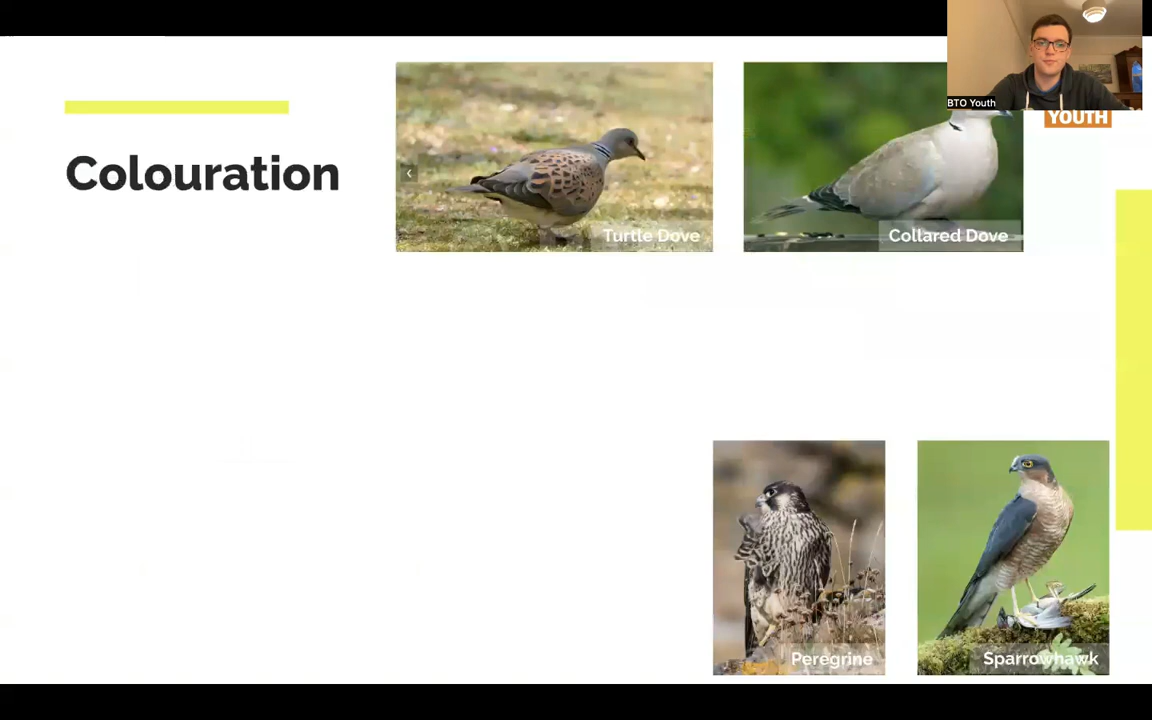 BTO Youth
YOUTH
Colouration
Turtle Dove
Collared Dove
Peregrine
Sparrowhawk